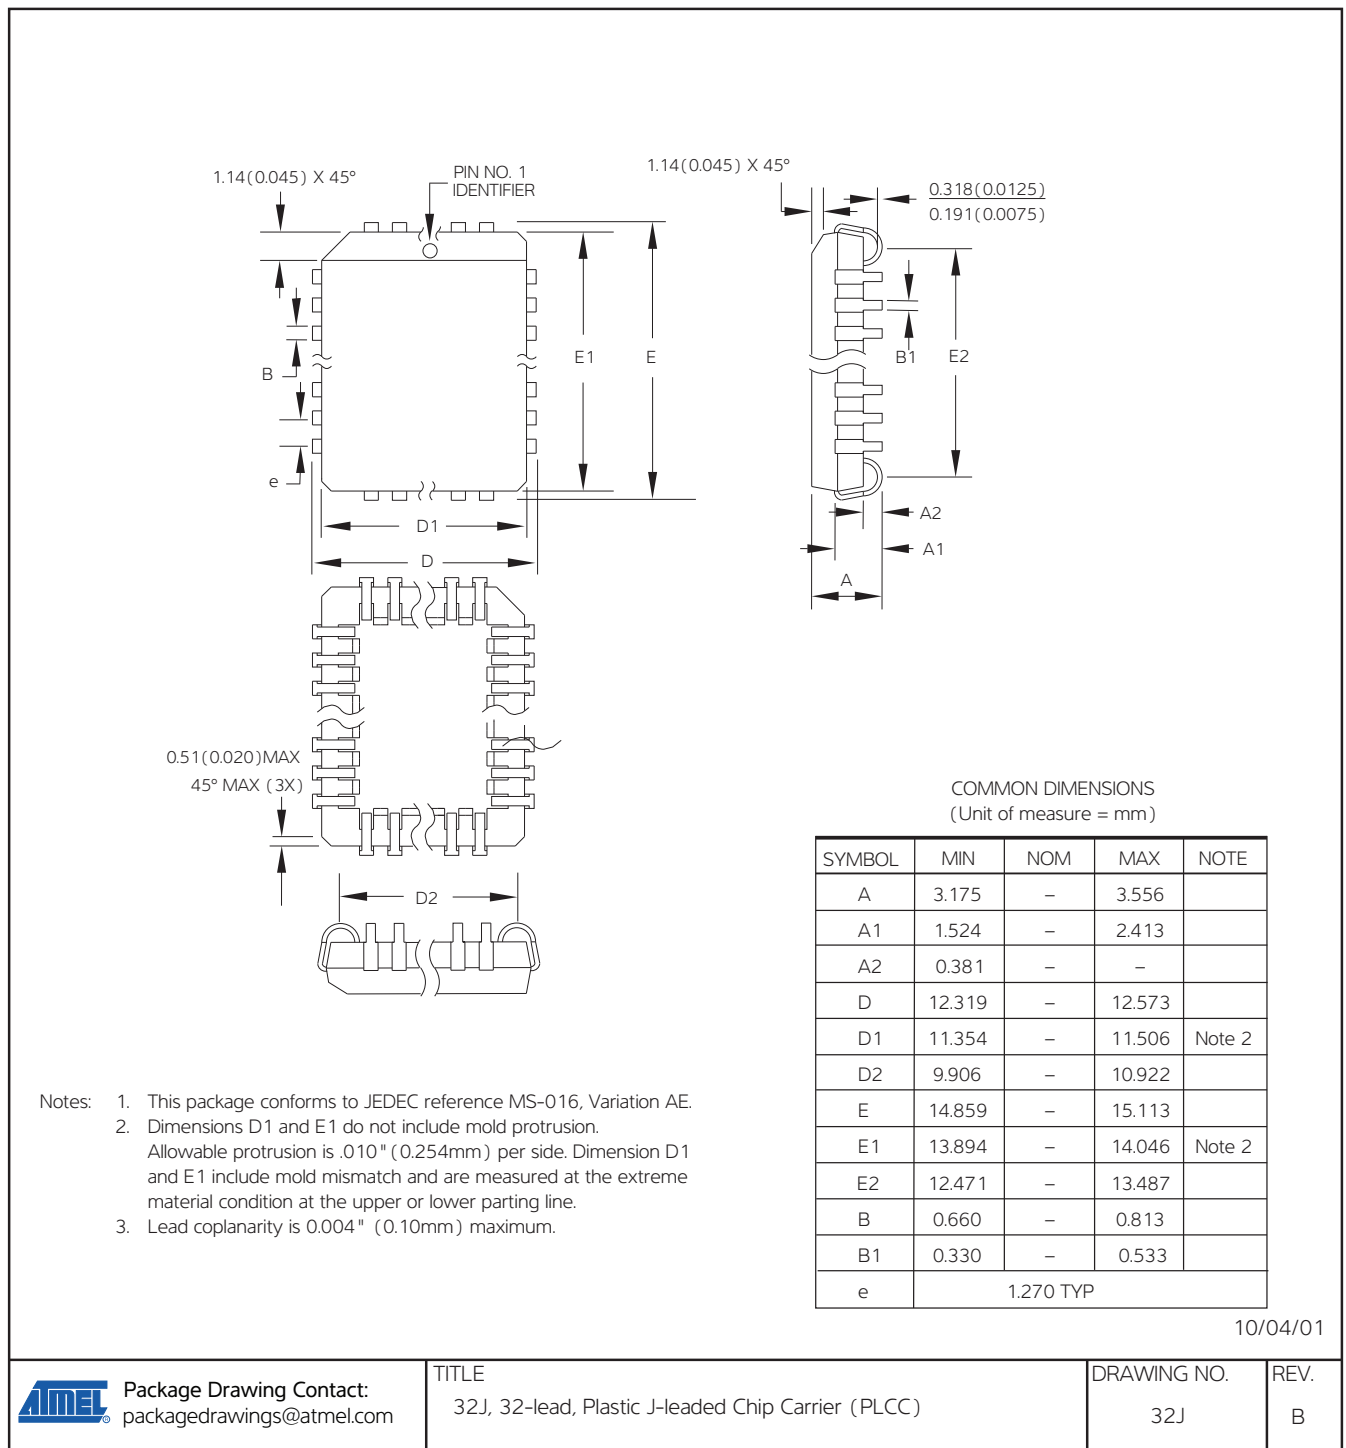 1.14(0.045) X 45°
PIN NO. 1
IDENTIFIER
1.14(0.045) X 45°
0.318(0.0125)
0.191(0.0075)
B
e
E1
E
B1
E2
D1
D
A2
A1
A
0.51(0.020)MAX
45° MAX (3X)
D2
COMMON DIMENSIONS
(Unit of measure = mm)
SYMBOL MIN NOM MAX NOTE
A 3.175 – 3.556
A1 1.524 – 2.413
A2 0.381 – –
D 12.319 – 12.573
D1 11.354 – 11.506 Note 2
D2 9.906 – 10.922
E 14.859 – 15.113
E1 13.894 – 14.046 Note 2
E2 12.471 – 13.487
B 0.660 – 0.813
B1 0.330 – 0.533
e 1.270 TYP
Notes: 1. This package conforms to JEDEC reference MS-016, Variation AE.
2. Dimensions D1 and E1 do not include mold protrusion.
Allowable protrusion is .010"(0.254mm) per side. Dimension D1
and E1 include mold mismatch and are measured at the extreme
material condition at the upper or lower parting line.
3. Lead coplanarity is 0.004" (0.10mm) maximum.
10/04/01
ATMEL ®
Package Drawing Contact:
packagedrawings@atmel.com
TITLE
32J, 32-lead, Plastic J-leaded Chip Carrier (PLCC)
DRAWING NO.
32J
REV.
B